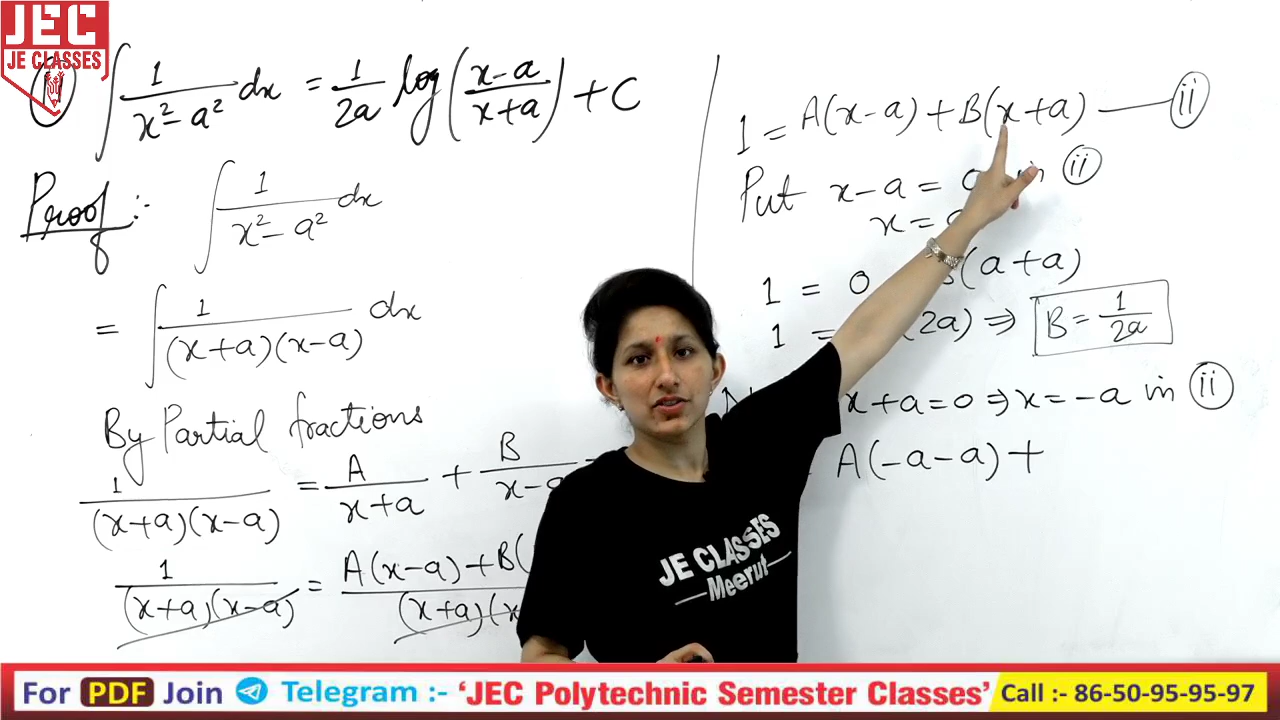 JEC
JE CLASSES
∫ 1/(x² - a²) dx = 1/2a log((x-a)/(x+a)) + C
Proof :-
∫ 1/(x² - a²) dx
= ∫ 1/((x+a)(x-a)) dx
By Partial fractions
1/((x+a)(x-a)) = A/(x+a) + B/(x-a
1/((x+a)(x-a)) = A(x-a)+B( /(x+a)(x
1 = A(x-a) + B(x+a) — ii
Put x-a = 0 in ii
x =
1 = 0 (a+a)
1 = (2a) ⇒ B = 1/2a
x+a=0 ⇒ x=-a in ii
A(-a-a) +
JE CLASSES
Meerut
For PDF Join Telegram :- 'JEC Polytechnic Semester Classes' Call :- 86-50-95-95-97